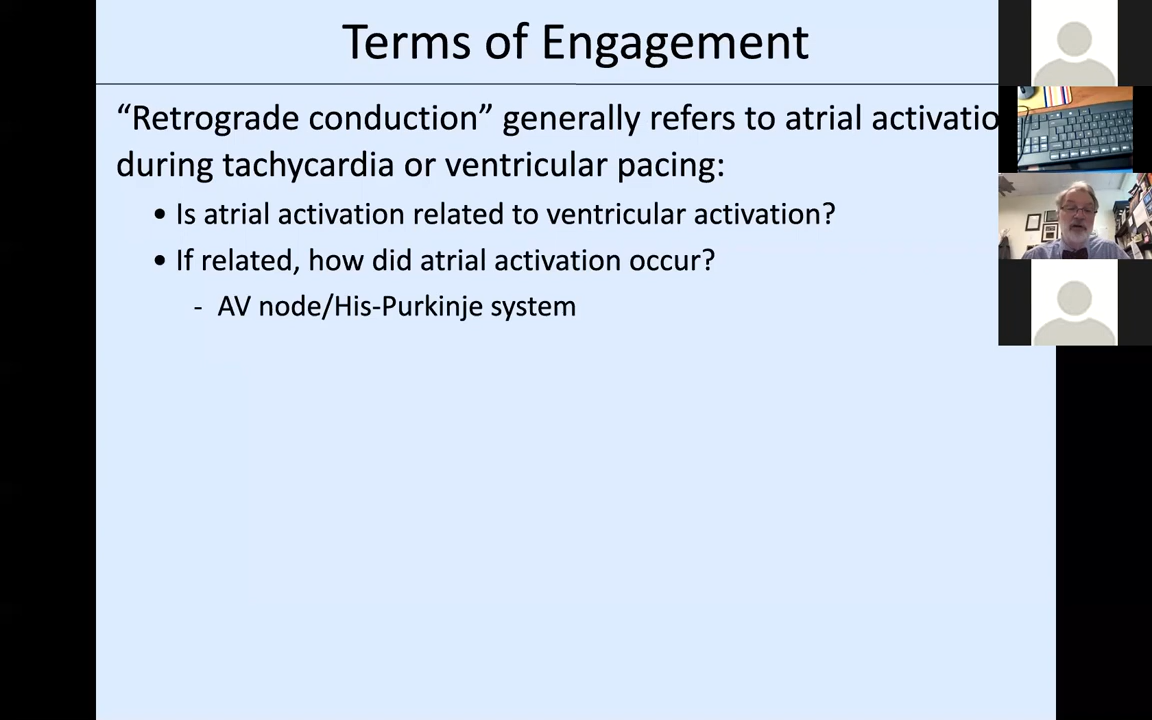 Terms of Engagement
“Retrograde conduction” generally refers to atrial activatio
during tachycardia or ventricular pacing:
• Is atrial activation related to ventricular activation?
• If related, how did atrial activation occur?
- AV node/His-Purkinje system